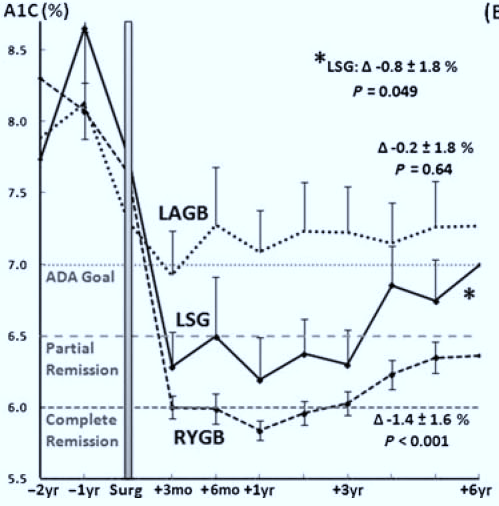 A1C (%)
(B
8.5
*LSG: Δ -0.8 ± 1.8 %
P = 0.049
8.0
Δ -0.2 ± 1.8 %
P = 0.64
7.5
LAGB
7.0
ADA Goal
*
LSG
6.5
Partial
Remission
6.0
Complete
Remission
RYGB
Δ -1.4 ± 1.6 %
P < 0.001
5.5
−2yr −1yr Surg +3mo +6mo +1yr +3yr +6yr